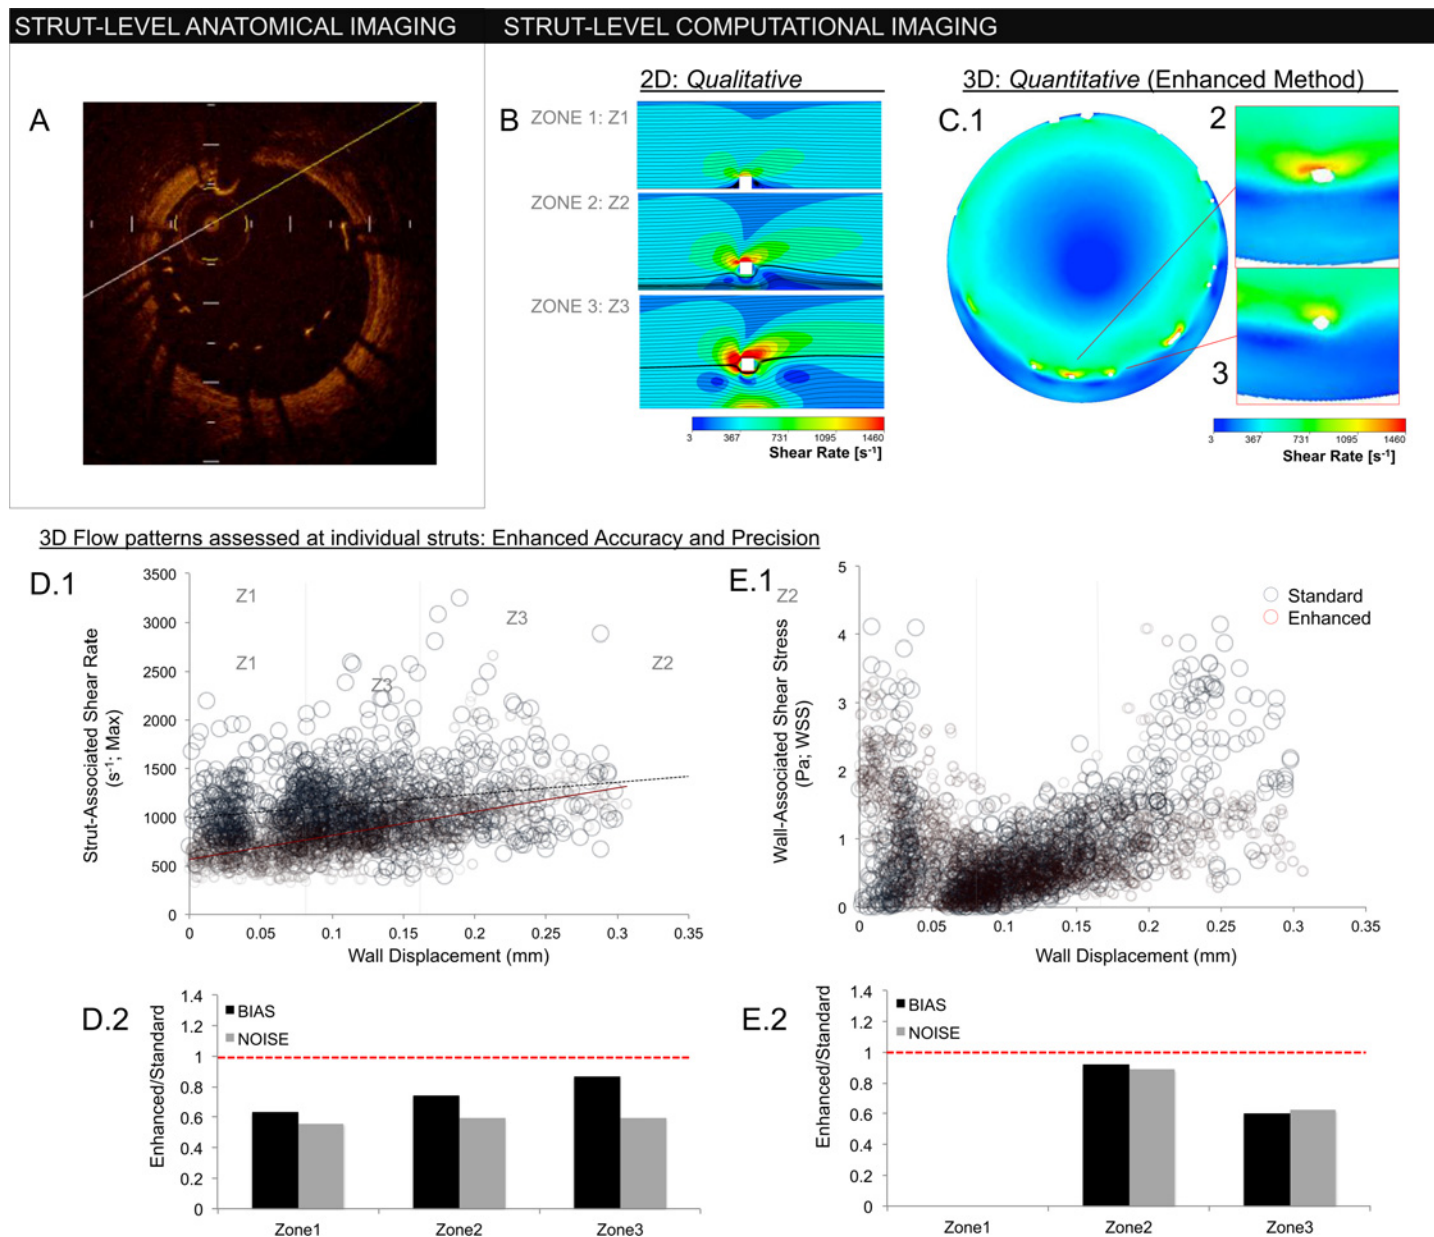 STRUT-LEVEL ANATOMICAL IMAGING
STRUT-LEVEL COMPUTATIONAL IMAGING
A
2D: Qualitative
B
ZONE 1: Z1
ZONE 2: Z2
ZONE 3: Z3
3 367 731 1095 1460
Shear Rate [s⁻¹]
3D: Quantitative (Enhanced Method)
C.1
2
3
3 367 731 1095 1460
Shear Rate [s⁻¹]
3D Flow patterns assessed at individual struts: Enhanced Accuracy and Precision
D.1
Strut-Associated Shear Rate
(s⁻¹; Max)
3500
3000
2500
2000
1500
1000
500
0
Z1
Z3
Z1
Z2
Z3
0 0.05 0.1 0.15 0.2 0.25 0.3 0.35
Wall Displacement (mm)
E.1
Z2
Wall-Associated Shear Stress
(Pa; WSS)
5
4
3
2
1
0
Standard
Enhanced
0 0.05 0.1 0.15 0.2 0.25 0.3 0.35
Wall Displacement (mm)
D.2
Enhanced/Standard
1.4
1.2
1
0.8
0.6
0.4
0.2
0
BIAS
NOISE
Zone1 Zone2 Zone3
E.2
Enhanced/Standard
1.4
1.2
1
0.8
0.6
0.4
0.2
0
BIAS
NOISE
Zone1 Zone2 Zone3